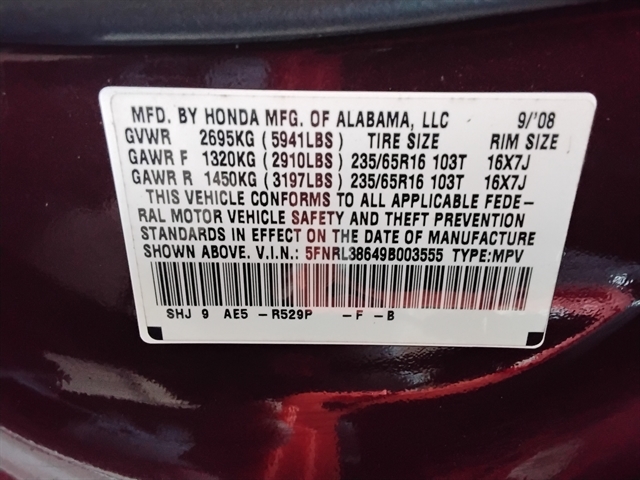 MFD. BY HONDA MFG. OF ALABAMA, LLC 9/'08
GVWR 2695KG (5941LBS) TIRE SIZE RIM SIZE
GAWR F 1320KG (2910LBS) 235/65R16 103T 16X7J
GAWR R 1450KG (3197LBS) 235/65R16 103T 16X7J
THIS VEHICLE CONFORMS TO ALL APPLICABLE FEDE-
RAL MOTOR VEHICLE SAFETY AND THEFT PREVENTION
STANDARDS IN EFFECT ON THE DATE OF MANUFACTURE
SHOWN ABOVE. V.I.N.: 5FNRL38649B003555 TYPE:MPV
SHJ 9 AE5 -R529P -F -B